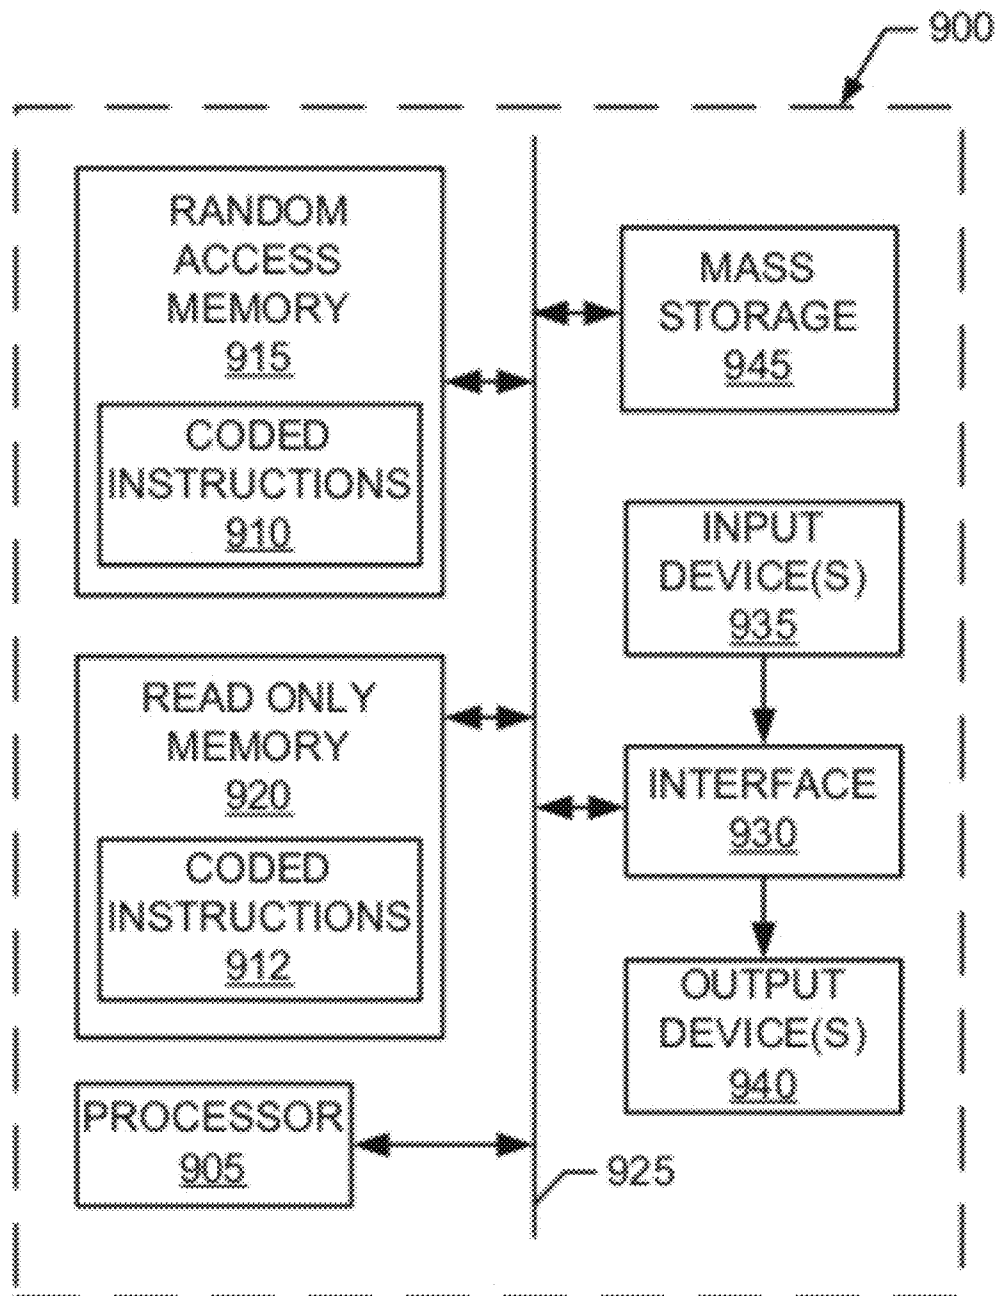 900
RANDOM
ACCESS
MEMORY
915
CODED
INSTRUCTIONS
910
MASS
STORAGE
945
INPUT
DEVICE(S)
935
READ ONLY
MEMORY
920
CODED
INSTRUCTIONS
912
INTERFACE
930
OUTPUT
DEVICE(S)
940
PROCESSOR
905
925